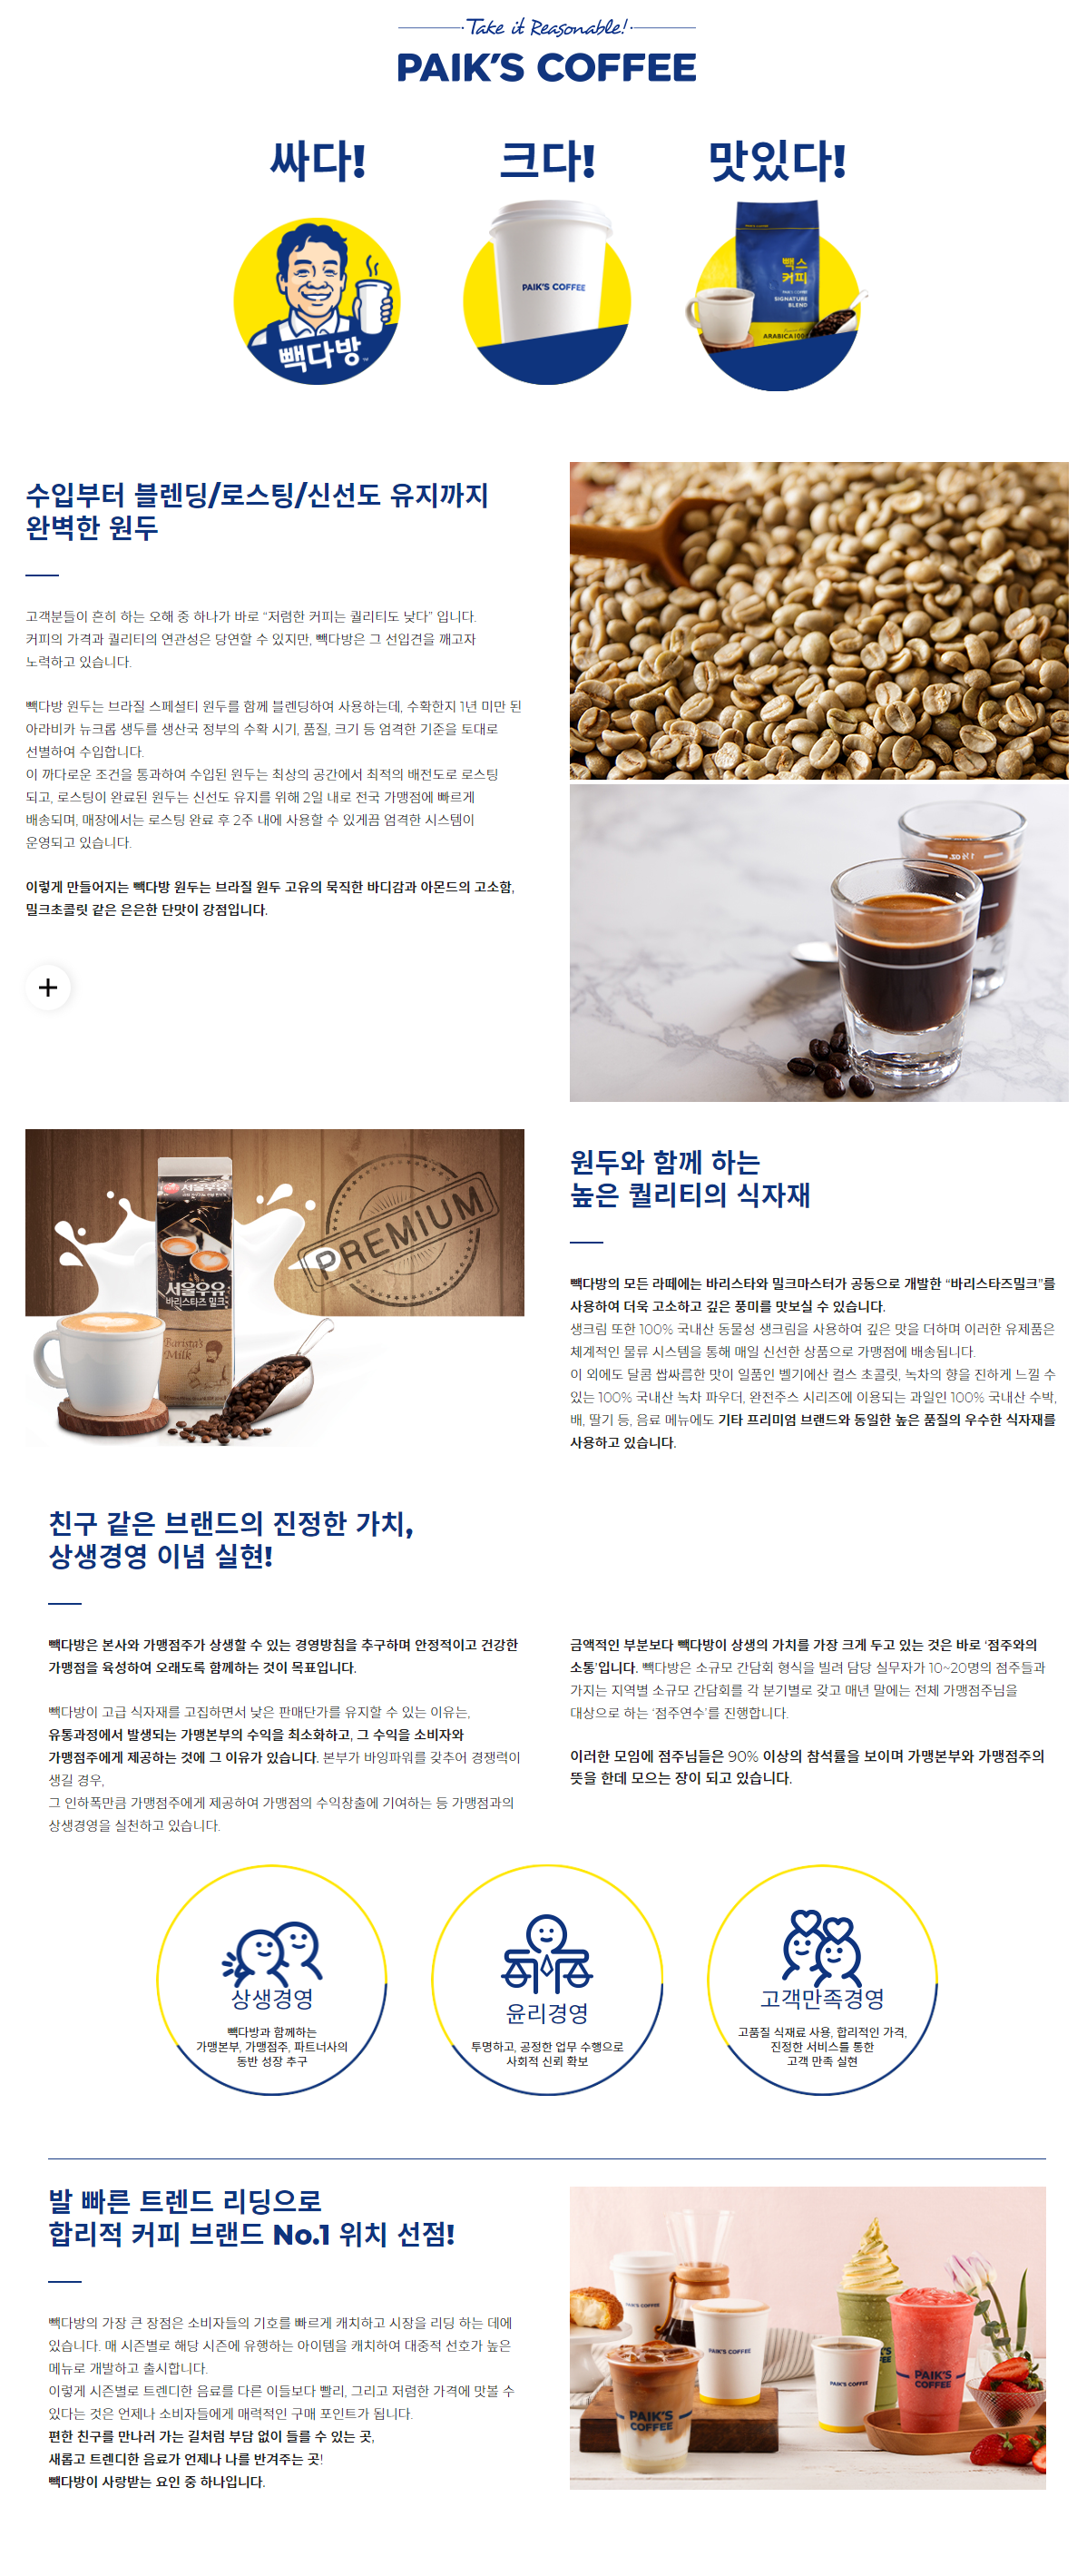 Take it Reasonable!
PAIK'S COFFEE
싸다!
크다!
맛있다!
빽다방
PAIK'S COFFEE
빽스
커피
PAIK'S COFFEE
SIGNATURE
BLEND
ARABICA 100
수입부터 블렌딩/로스팅/신선도 유지까지
완벽한 원두
고객분들이 흔히 하는 오해 중 하나가 바로 “저렴한 커피는 퀄리티도 낮다” 입니다.
커피의 가격과 퀄리티의 연관성은 당연할 수 있지만, 빽다방은 그 선입견을 깨고자
노력하고 있습니다.
빽다방 원두는 브라질 스페셜티 원두를 함께 블렌딩하여 사용하는데, 수확한지 1년 미만 된
아라비카 뉴크롭 생두를 생산국 정부의 수확 시기, 품질, 크기 등 엄격한 기준을 토대로
선별하여 수입합니다.
이 까다로운 조건을 통과하여 수입된 원두는 최상의 공간에서 최적의 배전도로 로스팅
되고, 로스팅이 완료된 원두는 신선도 유지를 위해 2일 내로 전국 가맹점에 빠르게
배송되며, 매장에서는 로스팅 완료 후 2주 내에 사용할 수 있게끔 엄격한 시스템이
운영되고 있습니다.
이렇게 만들어지는 빽다방 원두는 브라질 원두 고유의 묵직한 바디감과 아몬드의 고소함,
밀크초콜릿 같은 은은한 단맛이 강점입니다.
+
서울우유
서울우유
바리스타즈 밀크
Barista's
Milk
PREMIUM
원두와 함께 하는
높은 퀄리티의 식자재
빽다방의 모든 라떼에는 바리스타와 밀크마스터가 공동으로 개발한 “바리스타즈밀크”를
사용하여 더욱 고소하고 깊은 풍미를 맛보실 수 있습니다.
생크림 또한 100% 국내산 동물성 생크림을 사용하여 깊은 맛을 더하며 이러한 유제품은
체계적인 물류 시스템을 통해 매일 신선한 상품으로 가맹점에 배송됩니다.
이 외에도 달콤 쌉싸름한 맛이 일품인 벨기에산 컬스 초콜릿, 녹차의 향을 진하게 느낄 수
있는 100% 국내산 녹차 파우더, 완전주스 시리즈에 이용되는 과일인 100% 국내산 수박,
배, 딸기 등, 음료 메뉴에도 기타 프리미엄 브랜드와 동일한 높은 품질의 우수한 식자재를
사용하고 있습니다.
친구 같은 브랜드의 진정한 가치,
상생경영 이념 실현!
빽다방은 본사와 가맹점주가 상생할 수 있는 경영방침을 추구하며 안정적이고 건강한
가맹점을 육성하여 오래도록 함께하는 것이 목표입니다.
빽다방이 고급 식자재를 고집하면서 낮은 판매단가를 유지할 수 있는 이유는,
유통과정에서 발생되는 가맹본부의 수익을 최소화하고, 그 수익을 소비자와
가맹점주에게 제공하는 것에 그 이유가 있습니다. 본부가 바잉파워를 갖추어 경쟁력이
생길 경우,
그 인하폭만큼 가맹점주에게 제공하여 가맹점의 수익창출에 기여하는 등 가맹점과의
상생경영을 실천하고 있습니다.
금액적인 부분보다 빽다방이 상생의 가치를 가장 크게 두고 있는 것은 바로 ‘점주와의
소통’입니다. 빽다방은 소규모 간담회 형식을 빌려 담당 실무자가 10~20명의 점주들과
가지는 지역별 소규모 간담회를 각 분기별로 갖고 매년 말에는 전체 가맹점주님을
대상으로 하는 ‘점주연수’를 진행합니다.
이러한 모임에 점주님들은 90% 이상의 참석률을 보이며 가맹본부와 가맹점주의
뜻을 한데 모으는 장이 되고 있습니다.
상생경영
빽다방과 함께하는
가맹본부, 가맹점주, 파트너사의
동반 성장 추구
윤리경영
투명하고, 공정한 업무 수행으로
사회적 신뢰 확보
고객만족경영
고품질 식재료 사용, 합리적인 가격,
진정한 서비스를 통한
고객 만족 실현
발 빠른 트렌드 리딩으로
합리적 커피 브랜드 No.1 위치 선점!
빽다방의 가장 큰 장점은 소비자들의 기호를 빠르게 캐치하고 시장을 리딩 하는 데에
있습니다. 매 시즌별로 해당 시즌에 유행하는 아이템을 캐치하여 대중적 선호가 높은
메뉴로 개발하고 출시합니다.
이렇게 시즌별로 트렌디한 음료를 다른 이들보다 빨리, 그리고 저렴한 가격에 맛볼 수
있다는 것은 언제나 소비자들에게 매력적인 구매 포인트가 됩니다.
편한 친구를 만나러 가는 길처럼 부담 없이 들를 수 있는 곳,
새롭고 트렌디한 음료가 언제나 나를 반겨주는 곳!
빽다방이 사랑받는 요인 중 하나입니다.
PAIK'S COFFEE
PAIK'S COFFEE
PAIK'S COFFEE
PAIK'S
COFFEE
PAIK'S
COFFEE